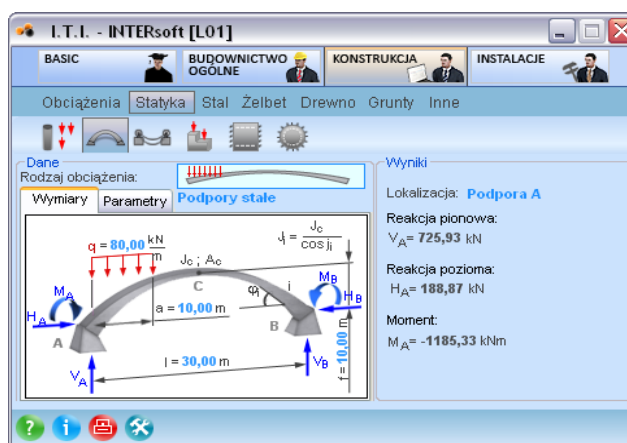 I.T.I. - INTERsoft [L01]
BASIC
BUDOWNICTWO OGÓLNE
KONSTRUKCJA
INSTALACJE
Obciążenia Statyka Stal Żelbet Drewno Grunty Inne
Dane
Rodzaj obciążenia:
Wymiary Parametry Podpory stałe
q = 80,00 kN/m
Jc ; Ac
Ji = Jc / cos ji
C
MA
MB
HA
HB
a = 10,00 m
φi
i
A
B
VA
VB
l = 30,00 m
f = 10,00 m
Wyniki
Lokalizacja: Podpora A
Reakcja pionowa:
VA= 725,93 kN
Reakcja pozioma:
HA= 188,87 kN
Moment:
MA= -1185,33 kNm